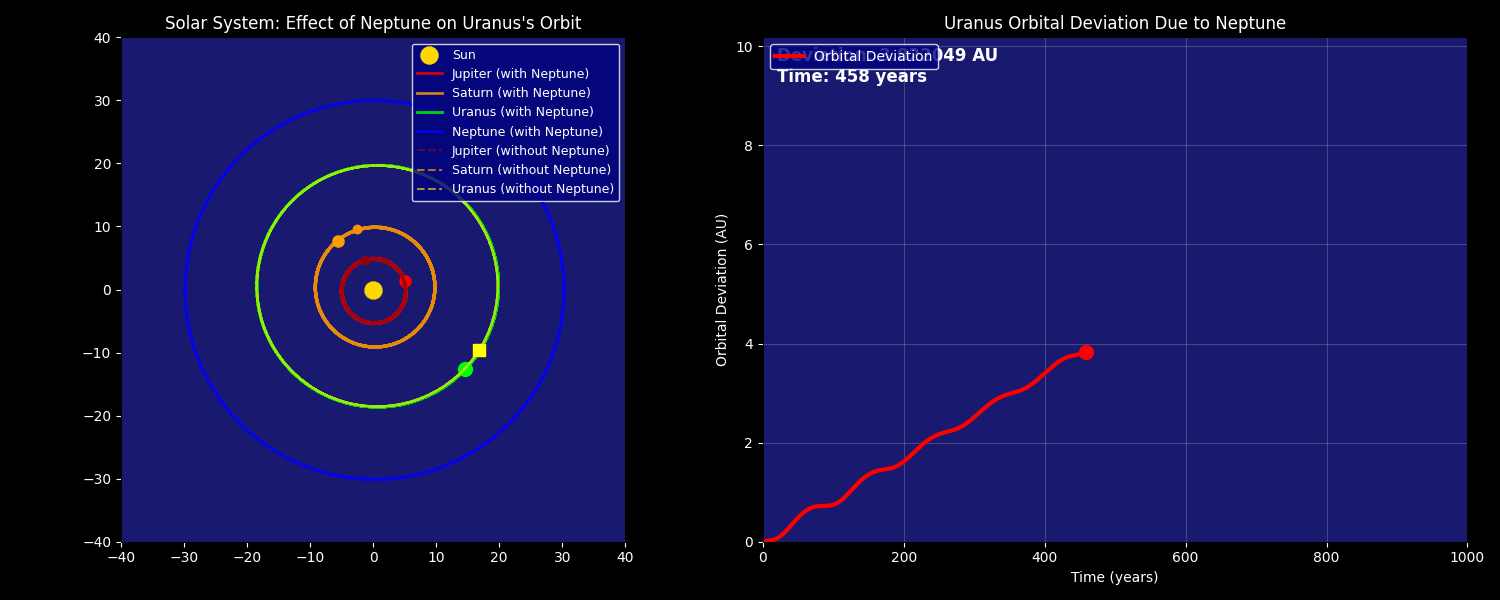 Solar System: Effect of Neptune on Uranus's Orbit
40
30
20
10
0
−10
−20
−30
−40
−40
−30
−20
−10
0
10
20
30
40
Sun
Jupiter (with Neptune)
Saturn (with Neptune)
Uranus (with Neptune)
Neptune (with Neptune)
Jupiter (without Neptune)
Saturn (without Neptune)
Uranus (without Neptune)
Uranus Orbital Deviation Due to Neptune
Orbital Deviation (AU)
10
8
6
4
2
0
Deviation: 049 AU
Orbital Deviation
Time: 458 years
0
200
400
600
800
1000
Time (years)